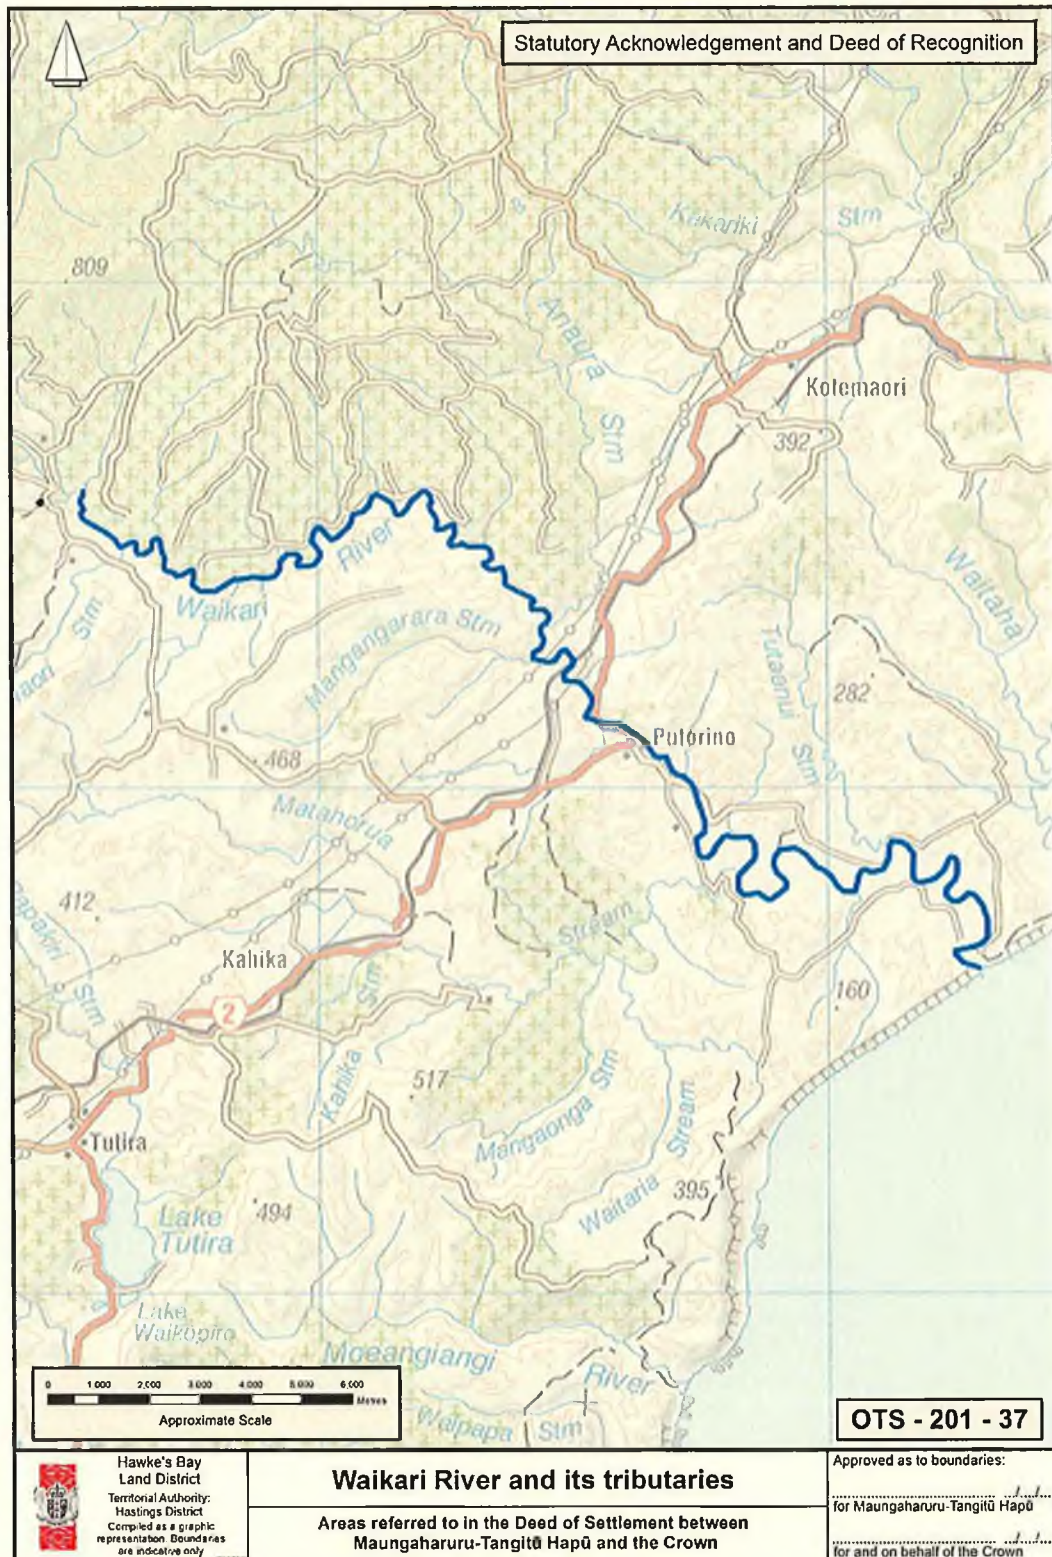 Statutory Acknowledgement and Deed of Recognition
Kakariki
Stm
809
Anaura
Stm
Kotemaori
392
River
Waikari
Stm
Mangangarara Stm
Waitaha
Tutaenui
Stm
282
Putorino
468
Matahorua
412
Stream
Kahika
Stm
160
Stm
2
517
Kahika
Mangaonga Stm
Stream
Tutira
Waitaria
395
494
Lake
Tutira
Lake
Waikopiro
Moeangiangi
River
Waipapa
Stm
0 1,000 2,000 3,000 4,000 5,000 6,000
Metres
Approximate Scale
OTS - 201 - 37
Hawke's Bay
Land District
Territorial Authority:
Hastings District
Compiled as a graphic
representation. Boundaries
are indicative only
Waikari River and its tributaries
Areas referred to in the Deed of Settlement between
Maungaharuru-Tangitū Hapū and the Crown
Approved as to boundaries:
............/..../....
for Maungaharuru-Tangitū Hapū
............/..../....
for and on behalf of the Crown